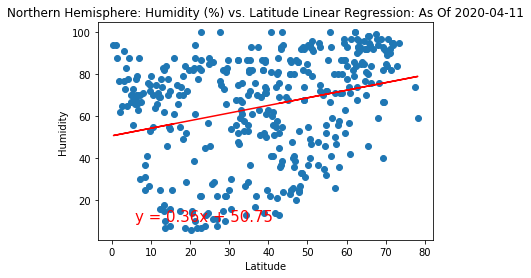 Northern Hemisphere: Humidity (%) vs. Latitude Linear Regression: As Of 2020-04-11
100
80
60
40
20
Humidity
y = 0.36x + 50.75
0 10 20 30 40 50 60 70 80
Latitude